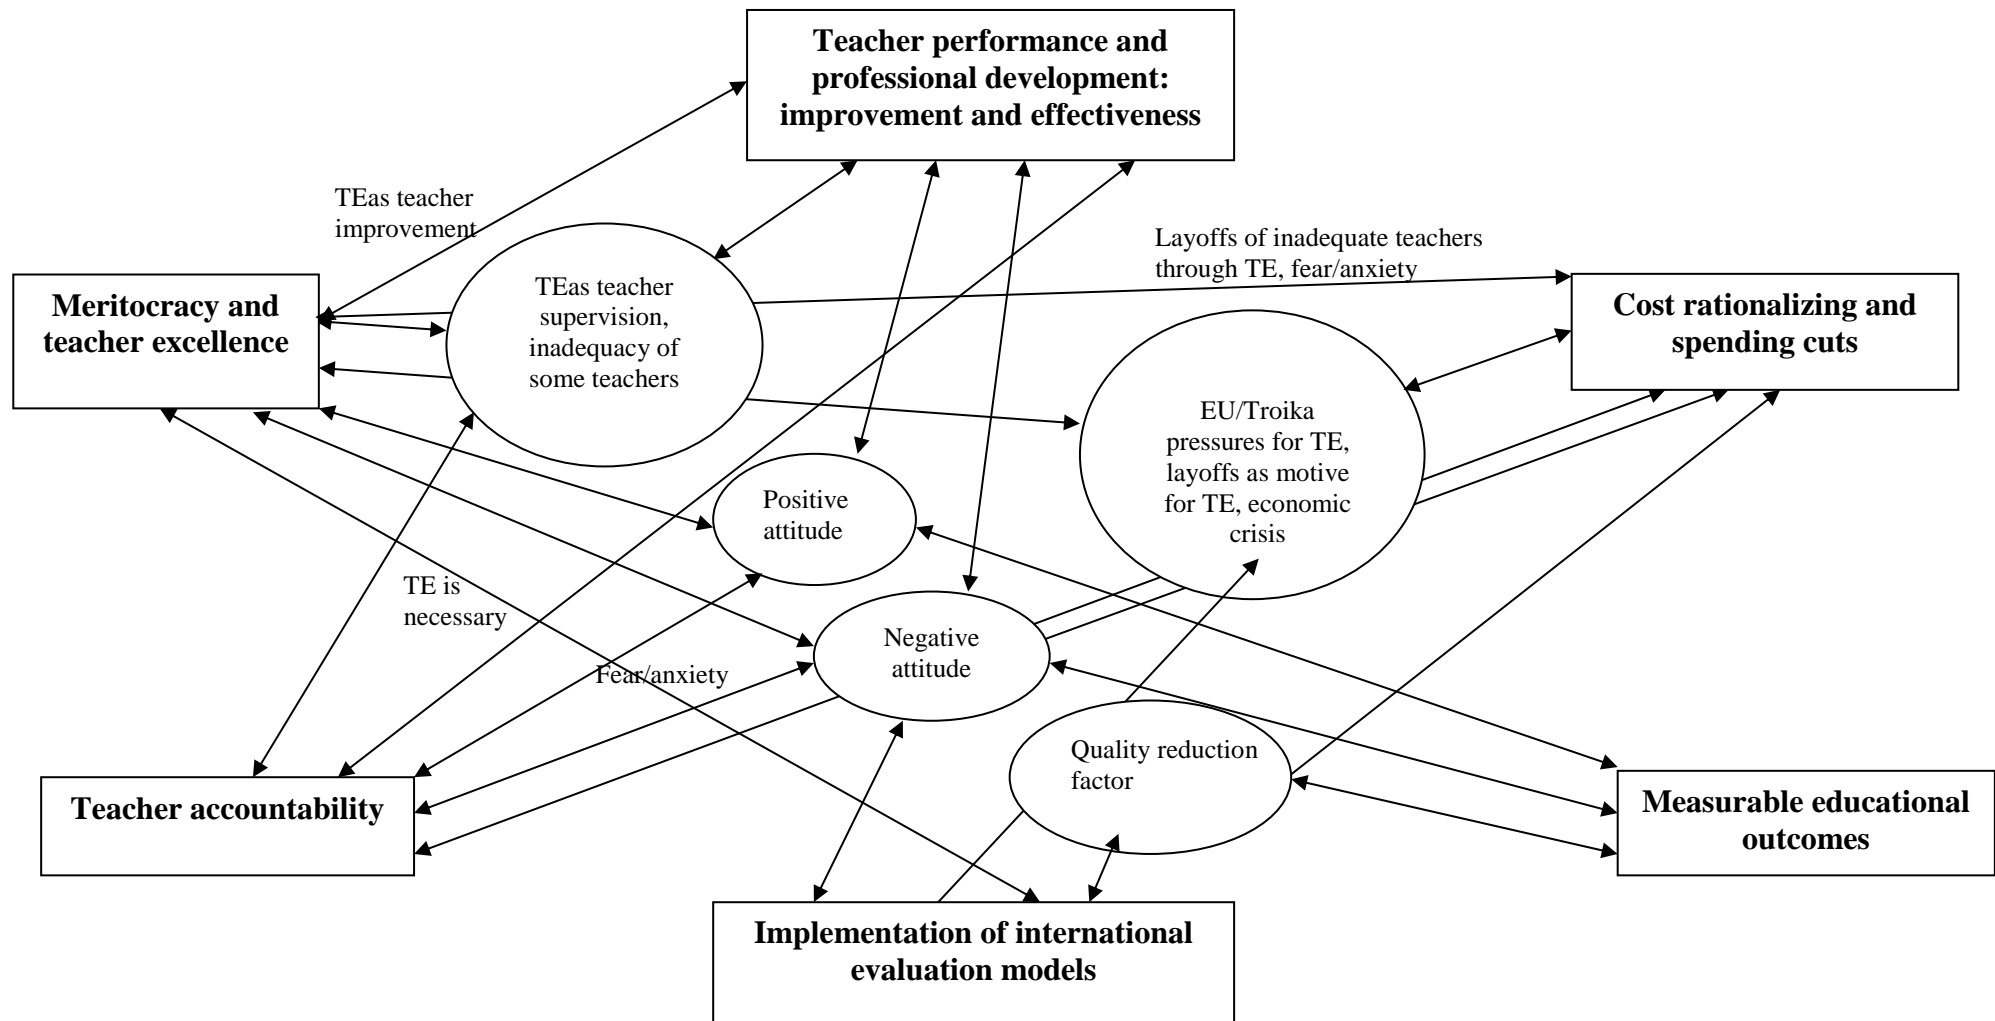 Teacher performance and
professional development:
improvement and effectiveness
TEas teacher
improvement
Layoffs of inadequate teachers
through TE, fear/anxiety
Meritocracy and
teacher excellence
TEas teacher
supervision,
inadequacy of
some teachers
Cost rationalizing and
spending cuts
EU/Troika
pressures for TE,
layoffs as motive
for TE, economic
crisis
Positive
attitude
TE is
necessary
Negative
attitude
Fear/anxiety
Quality reduction
factor
Teacher accountability
Measurable educational
outcomes
Implementation of international
evaluation models